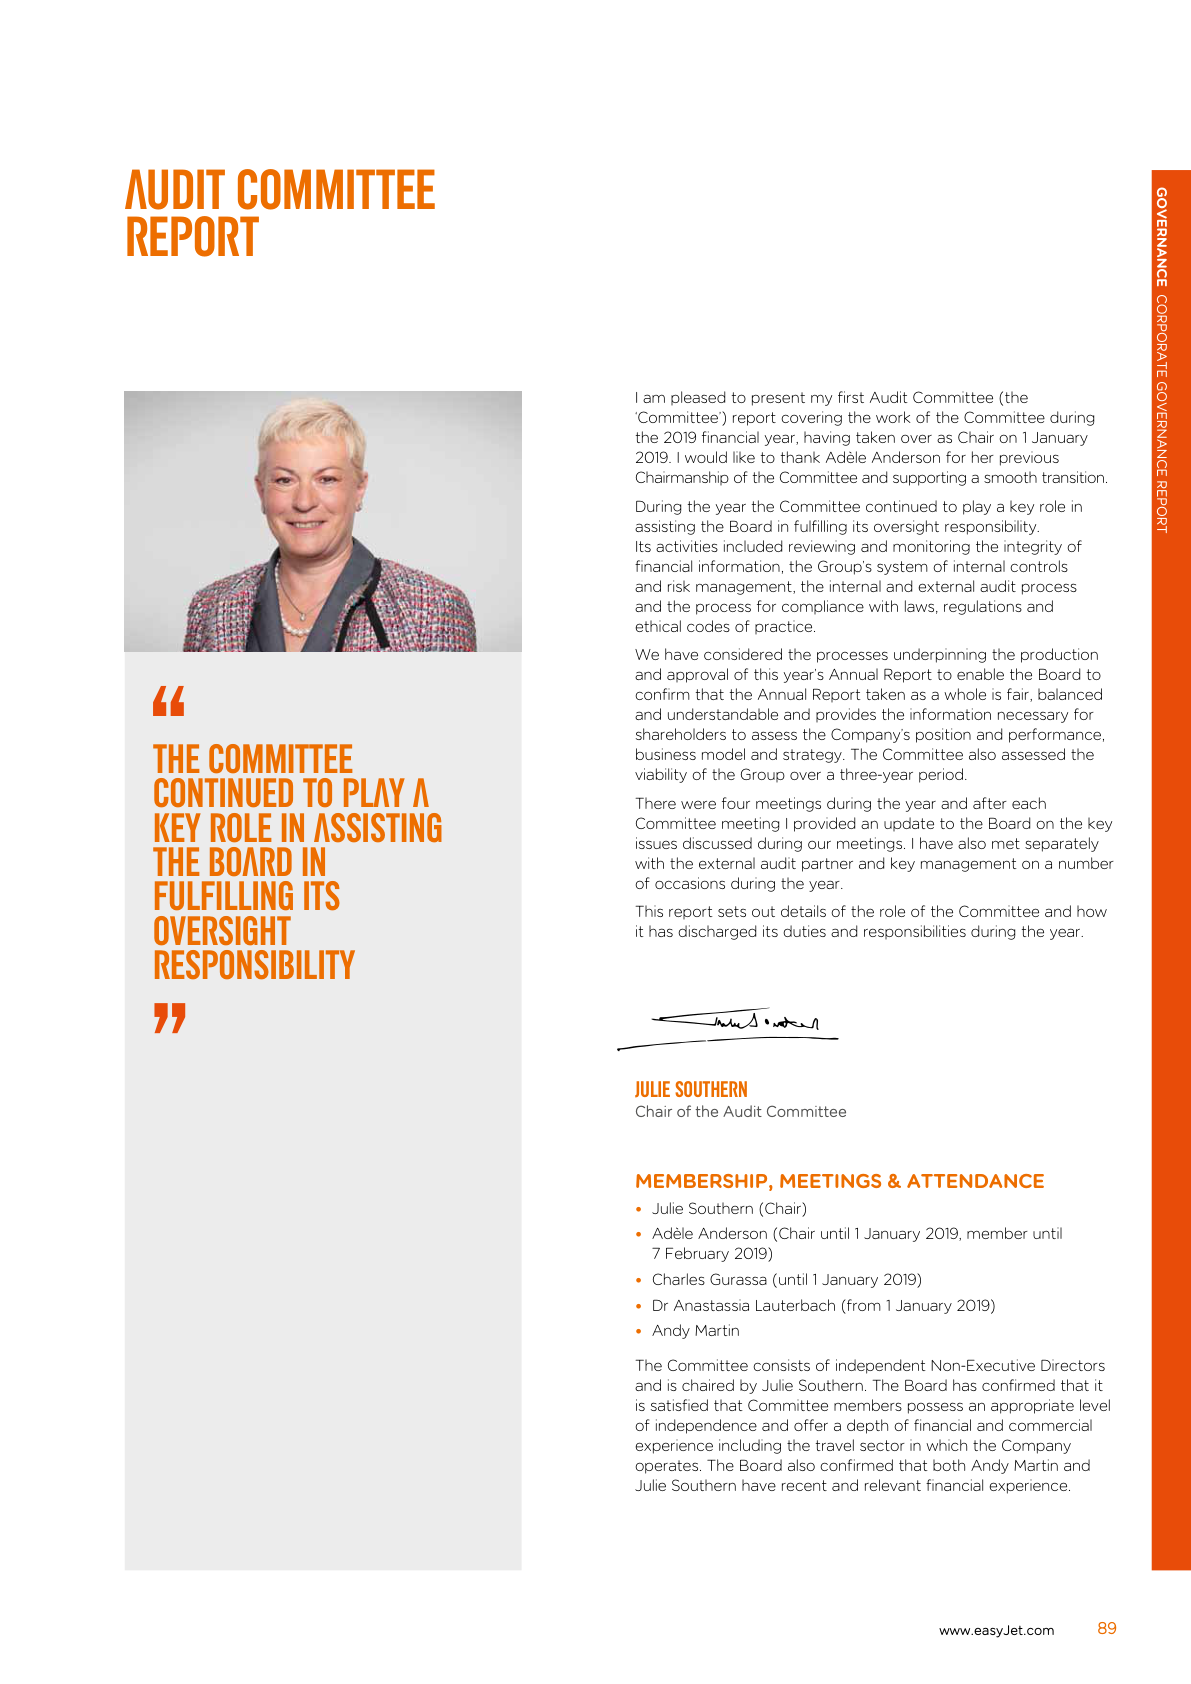 AUDIT COMMITTEE
REPORT
GOVERNANCE CORPORATE GOVERNANCE REPORT
“
THE COMMITTEE
CONTINUED TO PLAY A
KEY ROLE IN ASSISTING
THE BOARD IN
FULFILLING ITS
OVERSIGHT
RESPONSIBILITY
”
I am pleased to present my first Audit Committee (the
‘Committee’) report covering the work of the Committee during
the 2019 financial year, having taken over as Chair on 1 January
2019. I would like to thank Adèle Anderson for her previous
Chairmanship of the Committee and supporting a smooth transition.
During the year the Committee continued to play a key role in
assisting the Board in fulfilling its oversight responsibility.
Its activities included reviewing and monitoring the integrity of
financial information, the Group’s system of internal controls
and risk management, the internal and external audit process
and the process for compliance with laws, regulations and
ethical codes of practice.
We have considered the processes underpinning the production
and approval of this year’s Annual Report to enable the Board to
confirm that the Annual Report taken as a whole is fair, balanced
and understandable and provides the information necessary for
shareholders to assess the Company’s position and performance,
business model and strategy. The Committee also assessed the
viability of the Group over a three-year period.
There were four meetings during the year and after each
Committee meeting I provided an update to the Board on the key
issues discussed during our meetings. I have also met separately
with the external audit partner and key management on a number
of occasions during the year.
This report sets out details of the role of the Committee and how
it has discharged its duties and responsibilities during the year.
JULIE SOUTHERN
Chair of the Audit Committee
MEMBERSHIP, MEETINGS & ATTENDANCE
• Julie Southern (Chair)
• Adèle Anderson (Chair until 1 January 2019, member until
7 February 2019)
• Charles Gurassa (until 1 January 2019)
• Dr Anastassia Lauterbach (from 1 January 2019)
• Andy Martin
The Committee consists of independent Non-Executive Directors
and is chaired by Julie Southern. The Board has confirmed that it
is satisfied that Committee members possess an appropriate level
of independence and offer a depth of financial and commercial
experience including the travel sector in which the Company
operates. The Board also confirmed that both Andy Martin and
Julie Southern have recent and relevant financial experience.
www.easyJet.com 89